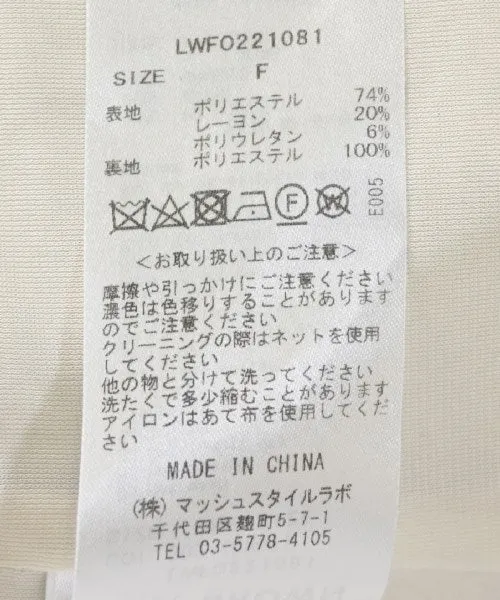 LWFO221081
SIZE F
表地 ポリエステル 74%
レーヨン 20%
ポリウレタン 6%
裏地 ポリエステル 100%
F W E005
<お取り扱い上のご注意>
摩擦や引っかけにご注意ください
濃色は色移りすることがあります
のでご注意ください
クリーニングの際はネットを使用
してください
他の物と分けて洗ってください
洗たくで多少縮むことがあります
アイロンはあて布を使用してくだ
さい
MADE IN CHINA
(株)マッシュスタイルラボ
千代田区麹町5-7-1
TEL 03-5778-4105